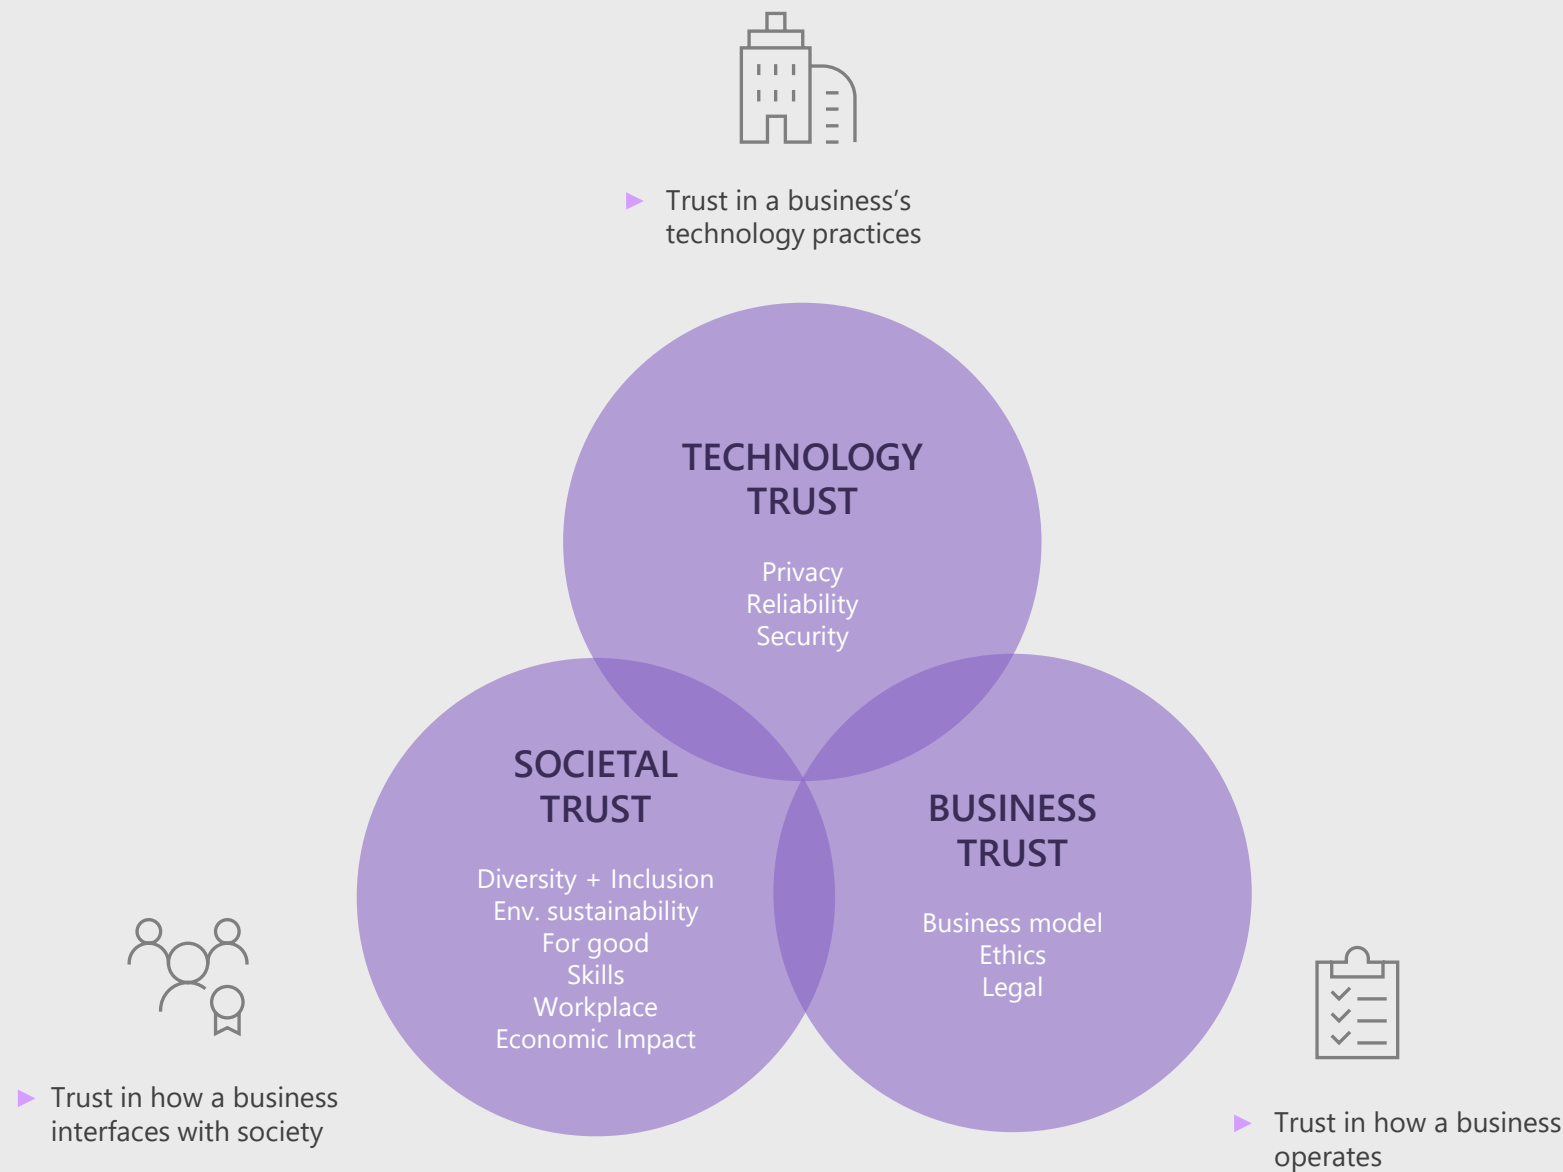 Trust in a business’s
technology practices
TECHNOLOGY
TRUST
Privacy
Reliability
Security
SOCIETAL
TRUST
Diversity + Inclusion
Env. sustainability
For good
Skills
Workplace
Economic Impact
BUSINESS
TRUST
Business model
Ethics
Legal
Trust in how a business
interfaces with society
Trust in how a business
operates